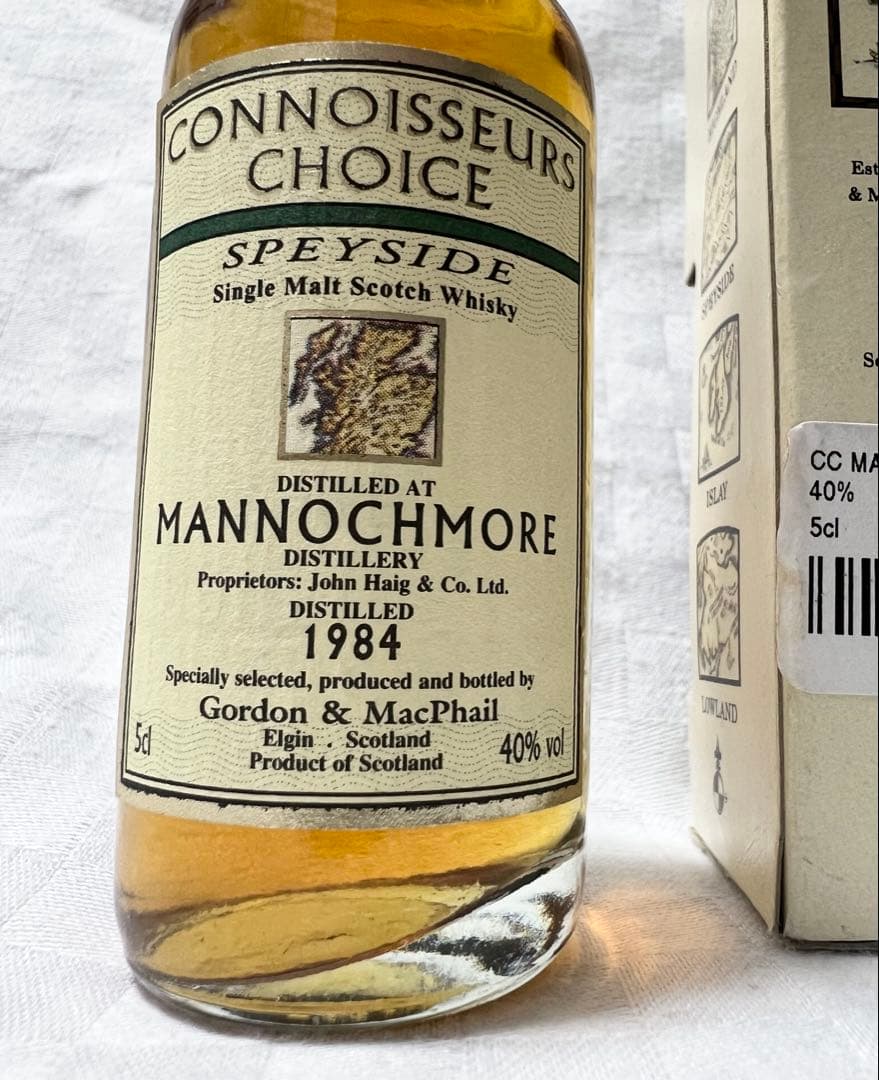 CONNOISSEURS
CHOICE
SPEYSIDE
Single Malt Scotch Whisky
DISTILLED AT
MANNOCHMORE
DISTILLERY
Proprietors: John Haig & Co. Ltd.
DISTILLED
1984
Specially selected, produced and bottled by
Gordon & MacPhail
Elgin . Scotland
Product of Scotland
5cl
40% vol
SPEYSIDE
ISLAY
LOWLAND
Est
&
CC MA
40%
5cl